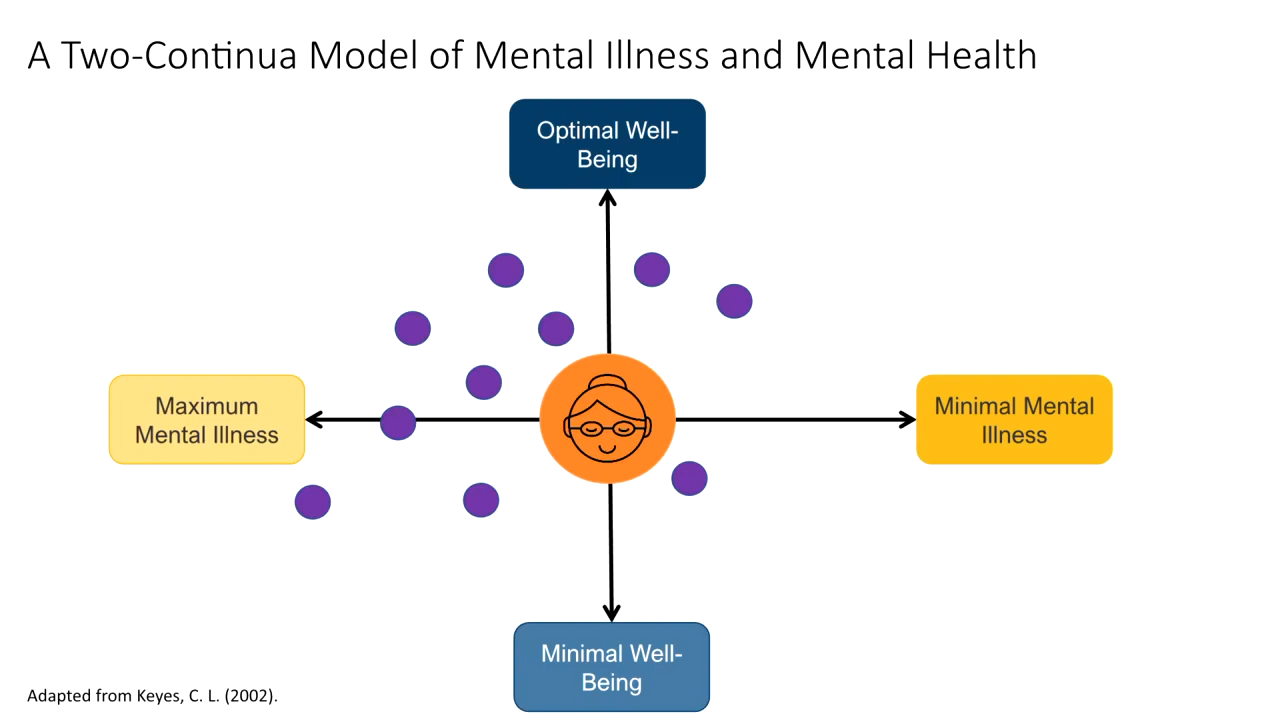 A Two-Continua Model of Mental Illness and Mental Health
Optimal Well-
Being
Maximum
Mental Illness
Minimal Mental
Illness
Minimal Well-
Being
Adapted from Keyes, C. L. (2002).